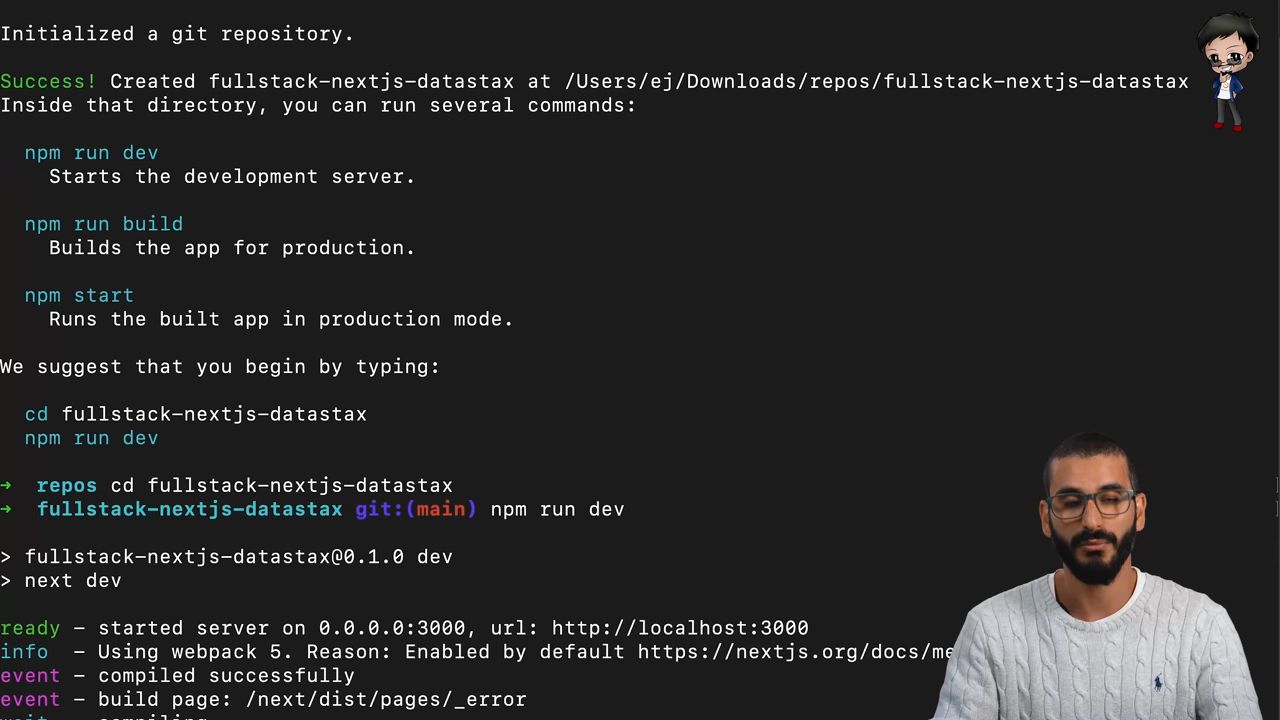 Initialized a git repository.
Success! Created fullstack-nextjs-datastax at /Users/ej/Downloads/repos/fullstack-nextjs-datastax
Inside that directory, you can run several commands:
npm run dev
Starts the development server.
npm run build
Builds the app for production.
npm start
Runs the built app in production mode.
We suggest that you begin by typing:
cd fullstack-nextjs-datastax
npm run dev
→ repos cd fullstack-nextjs-datastax
→ fullstack-nextjs-datastax git:(main) npm run dev
> fullstack-nextjs-datastax@0.1.0 dev
> next dev
ready – started server on 0.0.0.0:3000, url: http://localhost:3000
info – Using webpack 5. Reason: Enabled by default https://nextjs.org/docs/me
event – compiled successfully
event – build page: /next/dist/pages/_error
wait – compiling